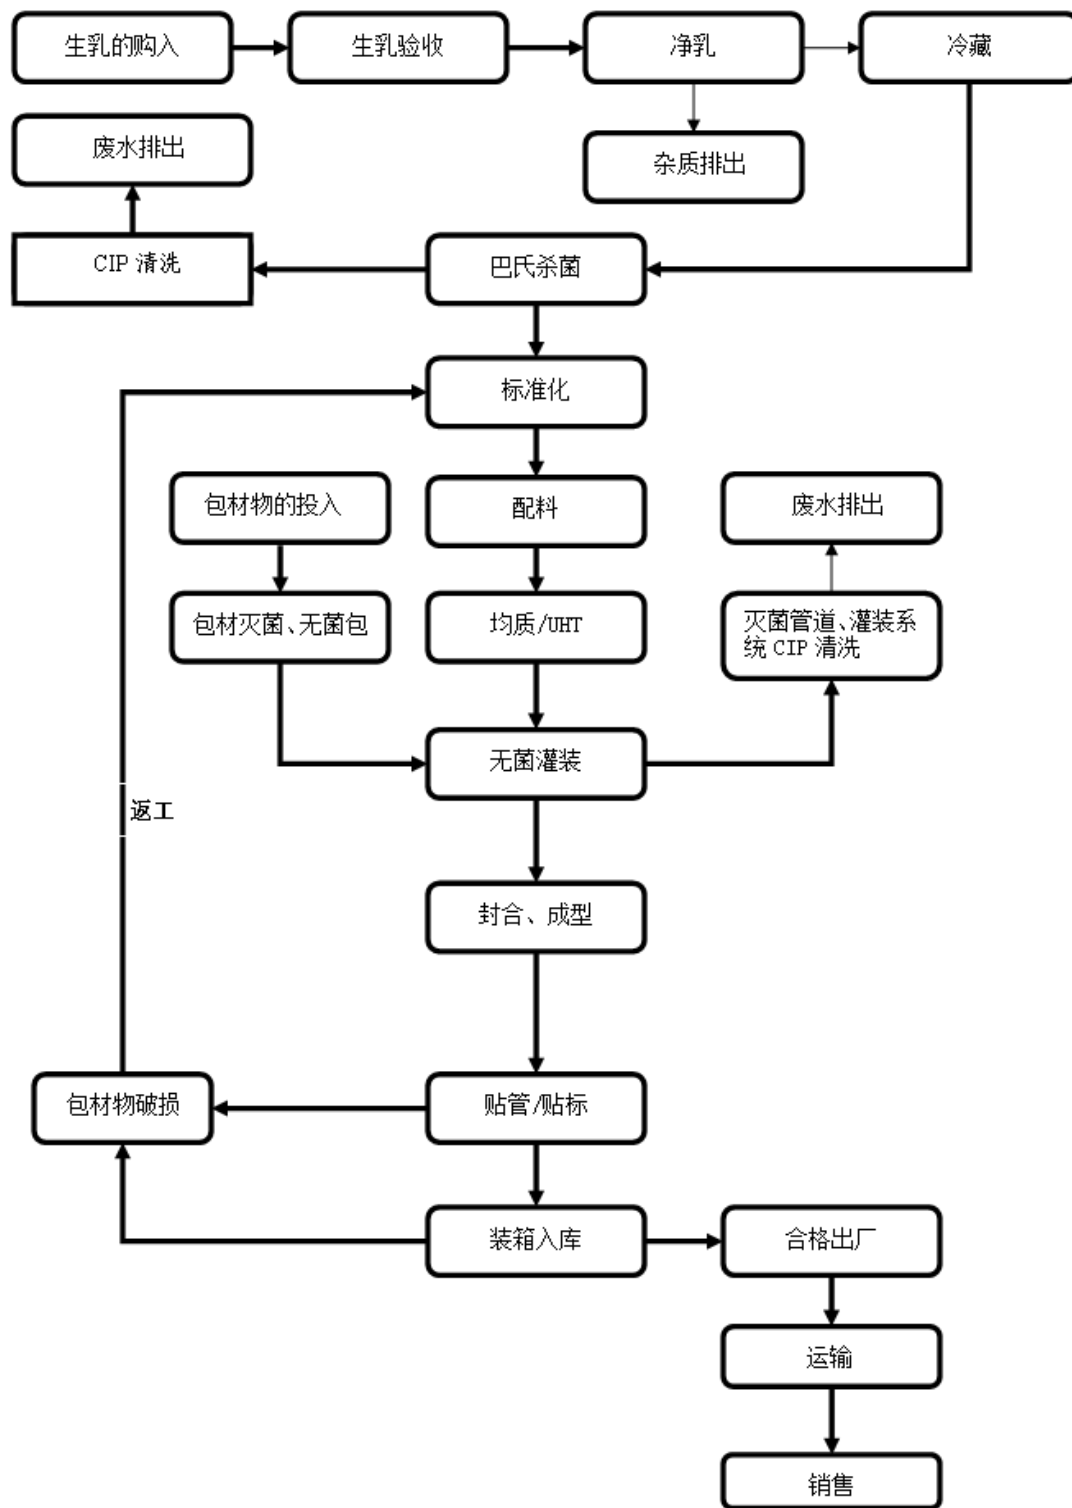 生乳的购入
生乳验收
净乳
冷藏
废水排出
杂质排出
CIP 清洗
巴氏杀菌
标准化
包材物的投入
配料
废水排出
包材灭菌、无菌包
均质/UHT
灭菌管道、灌装系
统 CIP 清洗
无菌灌装
返工
封合、成型
包材物破损
贴管/贴标
装箱入库
合格出厂
运输
销售